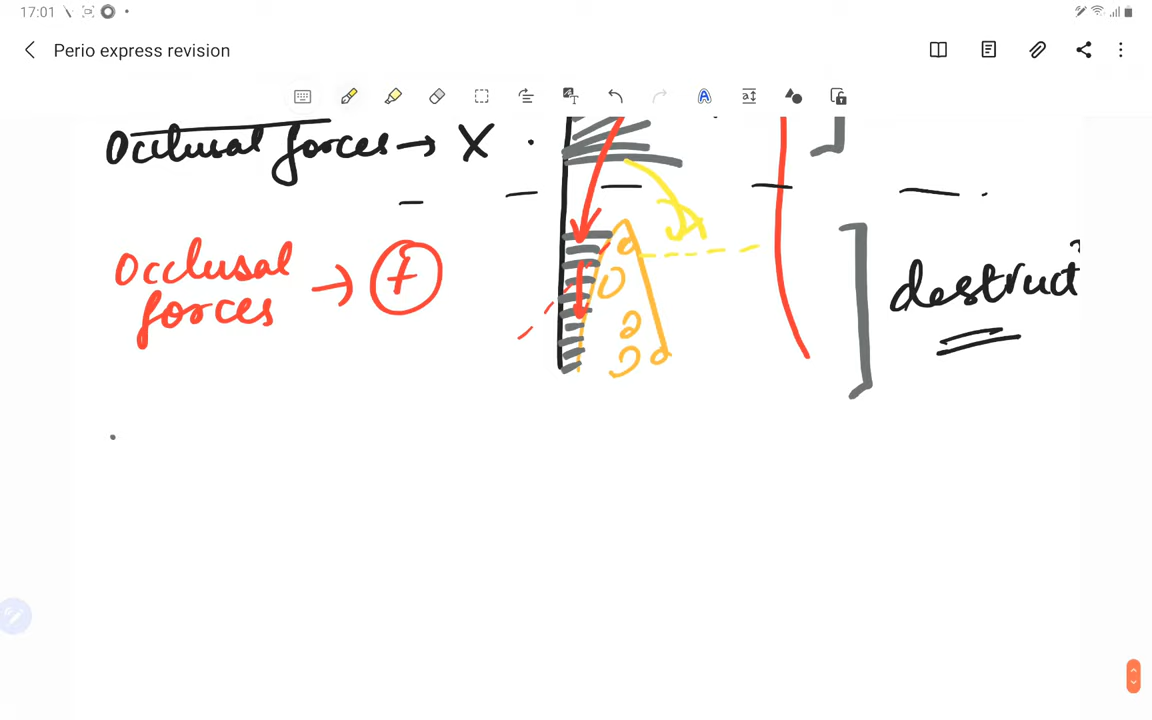 17:01
Perio express revision
Occlusal forces → X
Occlusal → +
forces
destruct